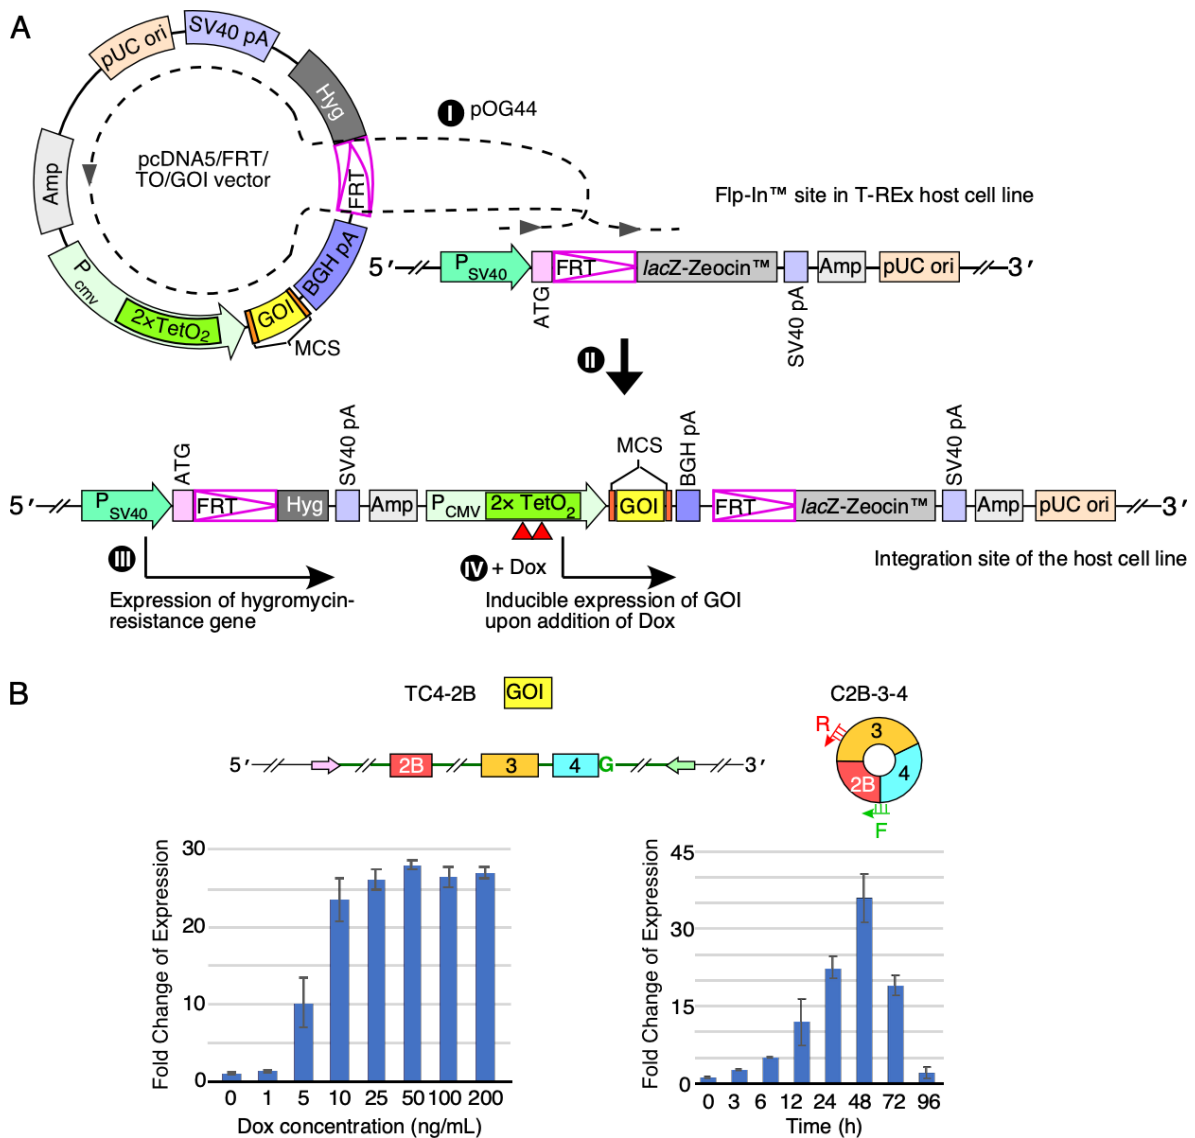 A
pUC ori
SV40 pA
Hyg
FRT
BGH pA
GOI
MCS
2×TetO2
Pcmv
Amp
pcDNA5/FRT/
TO/GOI vector
I pOG44
Flp-In™ site in T-REx host cell line
5′ PSV40 ATG FRT lacZ-Zeocin™ SV40 pA Amp pUC ori 3′
II
5′ PSV40 ATG FRT Hyg SV40 pA Amp PCMV 2× TetO2 MCS GOI BGH pA FRT lacZ-Zeocin™ SV40 pA Amp pUC ori 3′
III
Expression of hygromycin-
resistance gene
IV + Dox
Inducible expression of GOI
upon addition of Dox
Integration site of the host cell line
B
TC4-2B GOI
5′ 2B 3 4 G 3′
C2B-3-4
R
3
4
2B
F
Fold Change of Expression
30
20
10
0
0 1 5 10 25 50 100 200
Dox concentration (ng/mL)
Fold Change of Expression
45
30
15
0
0 3 6 12 24 48 72 96
Time (h)